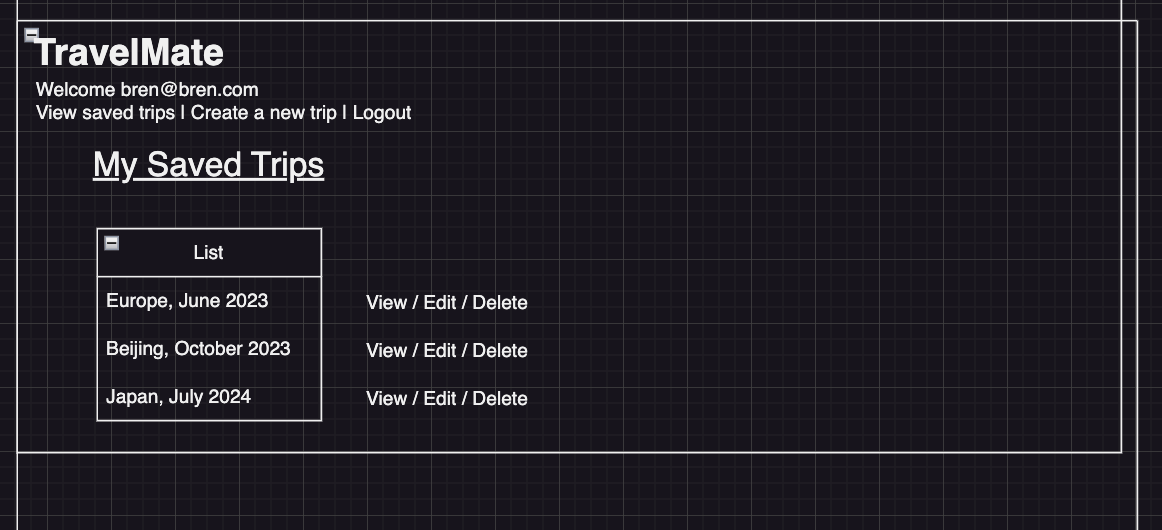 TravelMate
Welcome bren@bren.com
View saved trips | Create a new trip | Logout
My Saved Trips
List
Europe, June 2023
View / Edit / Delete
Beijing, October 2023
View / Edit / Delete
Japan, July 2024
View / Edit / Delete